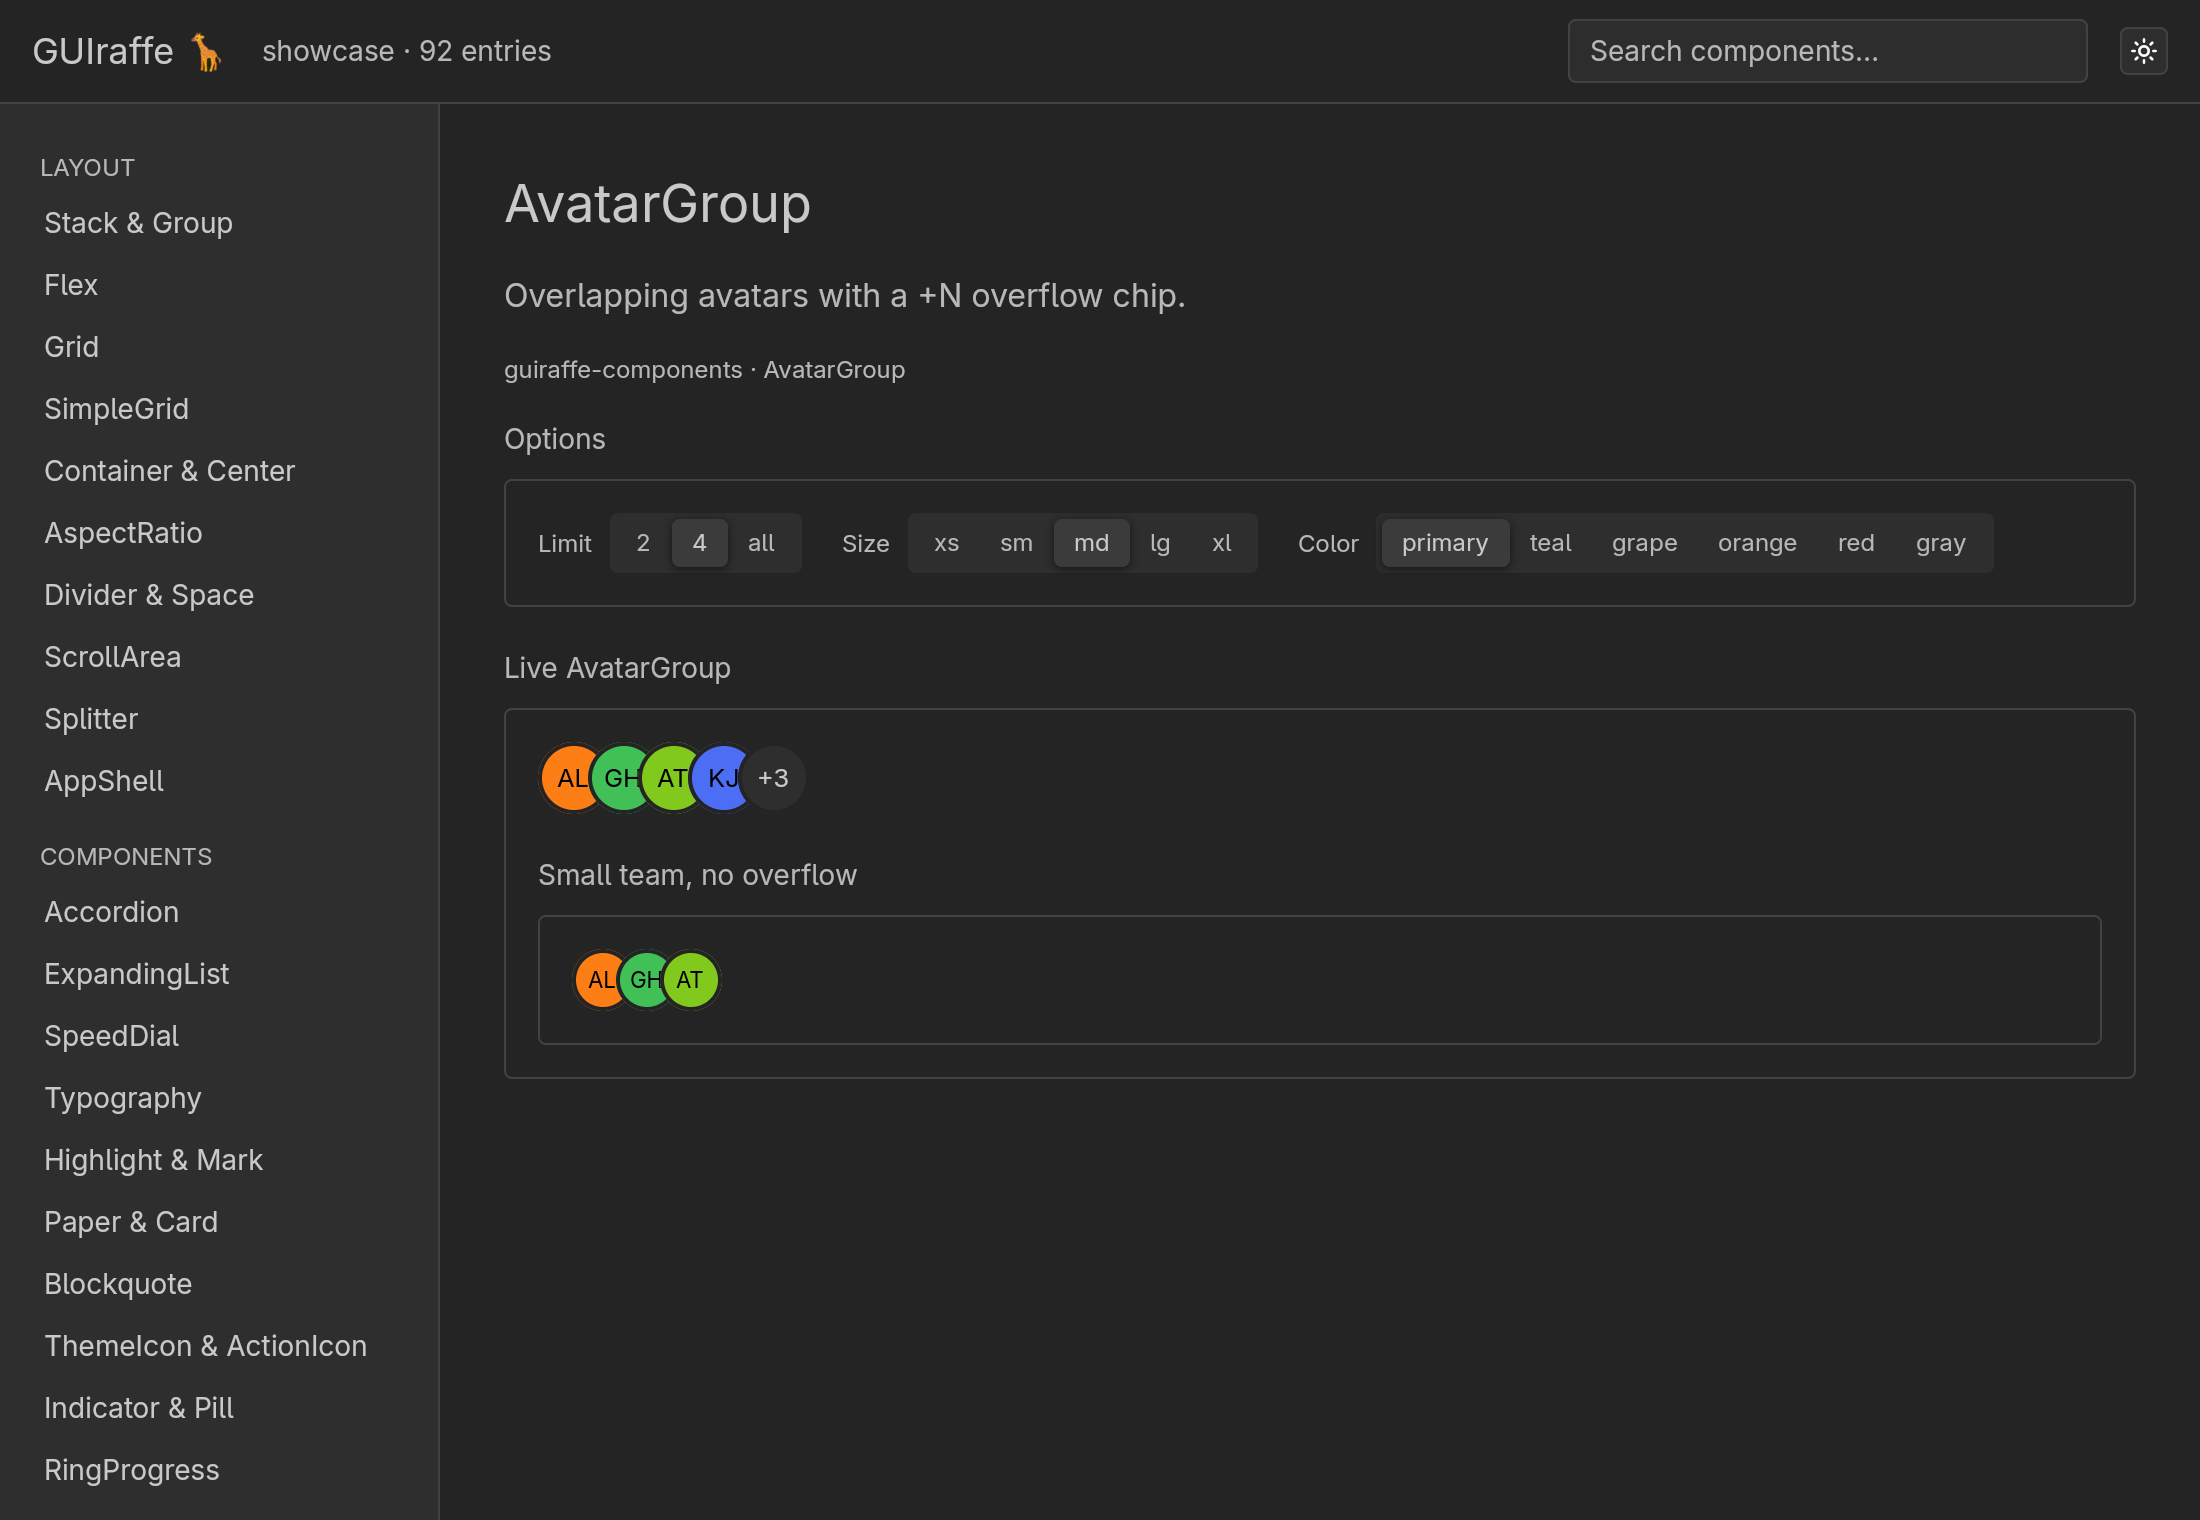 GUIraffe 🦒 showcase · 92 entries
Search components...
LAYOUT
Stack & Group
Flex
Grid
SimpleGrid
Container & Center
AspectRatio
Divider & Space
ScrollArea
Splitter
AppShell
COMPONENTS
Accordion
ExpandingList
SpeedDial
Typography
Highlight & Mark
Paper & Card
Blockquote
ThemeIcon & ActionIcon
Indicator & Pill
RingProgress
AvatarGroup
Overlapping avatars with a +N overflow chip.
guiraffe-components · AvatarGroup
Options
Limit 2 4 all Size xs sm md lg xl Color primary teal grape orange red gray
Live AvatarGroup
AL GH AT KJ +3
Small team, no overflow
AL GH AT